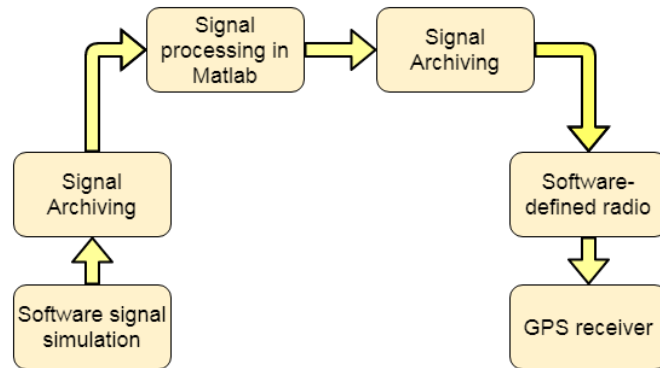 Signal
processing in
Matlab
Signal
Archiving
Signal
Archiving
Software-
defined radio
Software signal
simulation
GPS receiver